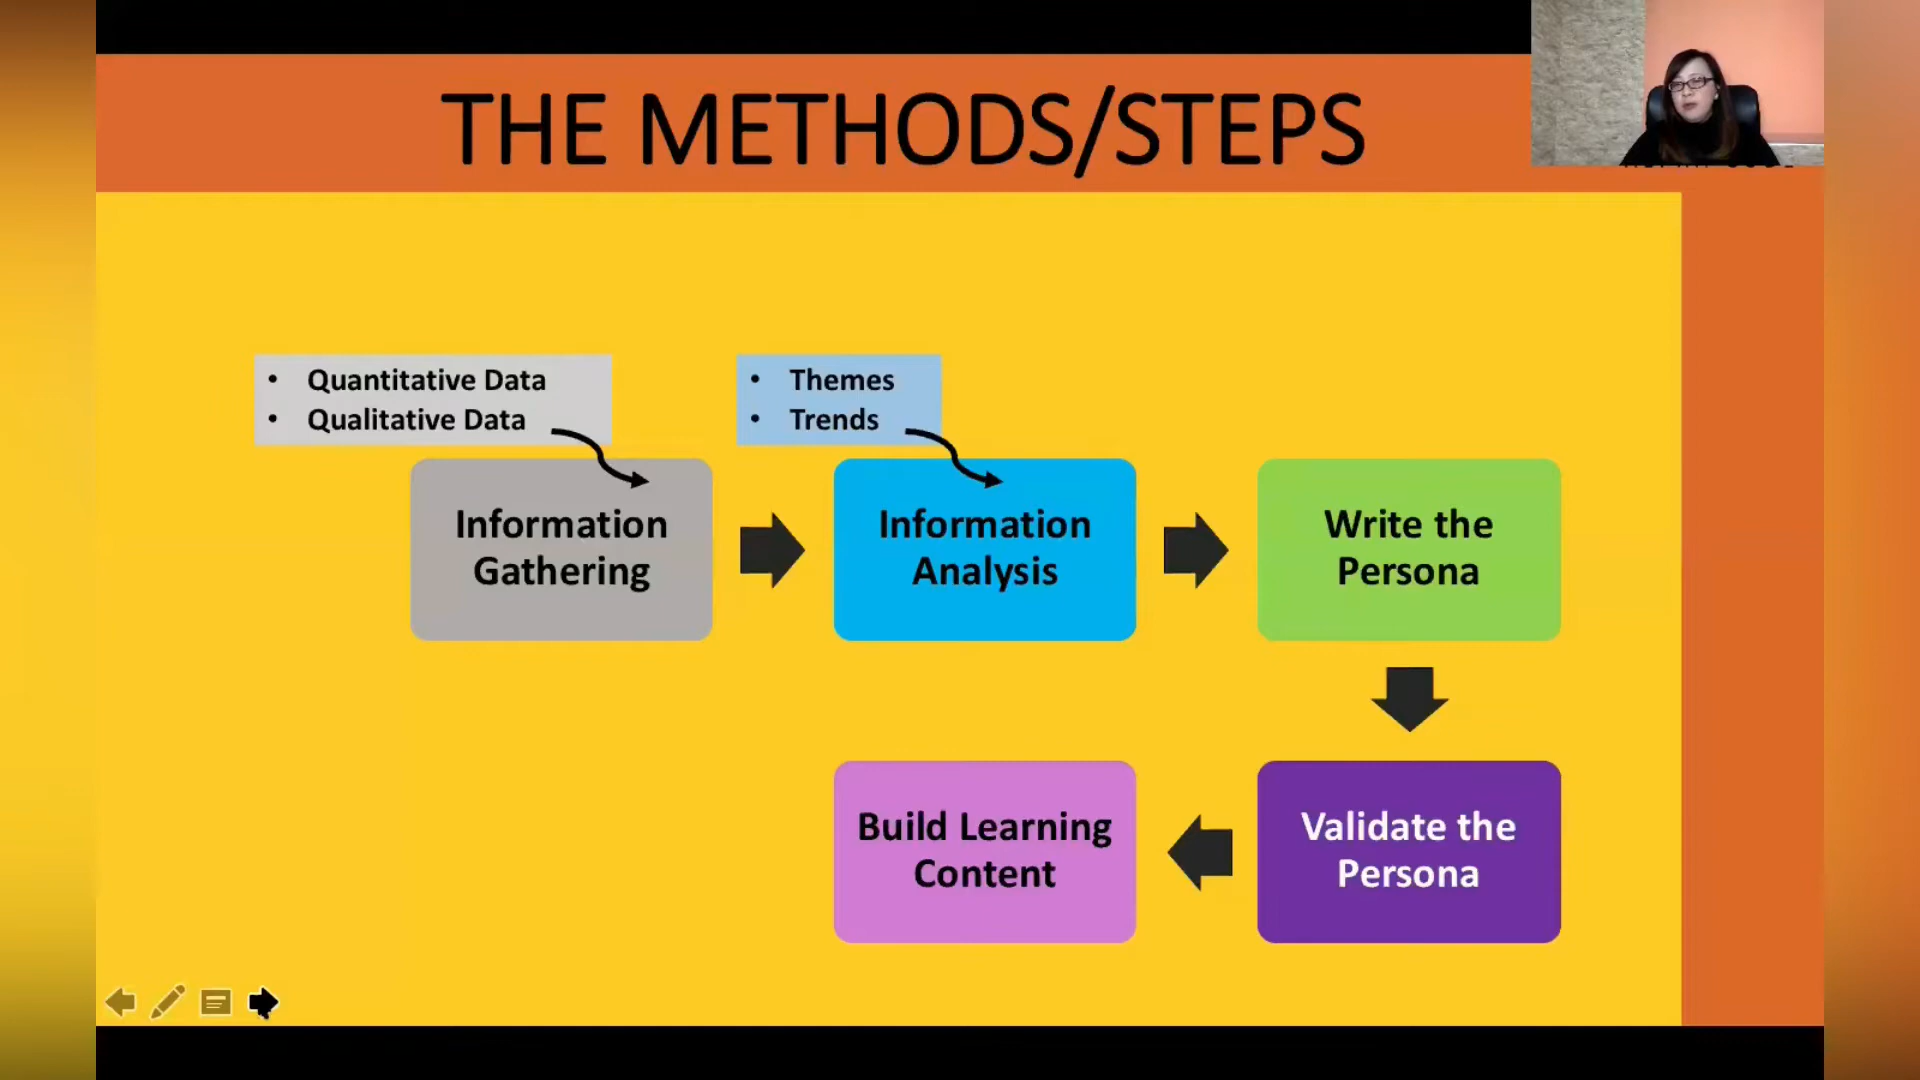 THE METHODS/STEPS
• Quantitative Data
• Qualitative Data
• Themes
• Trends
Information
Gathering
Information
Analysis
Write the
Persona
Validate the
Persona
Build Learning
Content